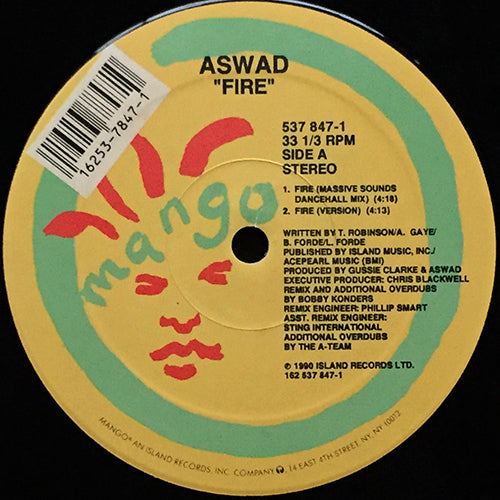 ASWAD
"FIRE"
16253-7847-1
mango
537 847-1
33 1/3 RPM
SIDE A
STEREO
1. FIRE (MASSIVE SOUNDS
DANCEHALL MIX) (4:18)
2. FIRE (VERSION) (4:13)
WRITTEN BY T. ROBINSON/A. GAYE/
B. FORDE/L. FORDE
PUBLISHED BY ISLAND MUSIC, INC./
ACEPEARL MUSIC (BMI)
PRODUCED BY GUSSIE CLARKE & ASWAD
EXECUTIVE PRODUCER: CHRIS BLACKWELL
REMIX AND ADDITIONAL OVERDUBS
BY BOBBY KONDERS
REMIX ENGINEER: PHILLIP SMART
ASST. REMIX ENGINEER:
STING INTERNATIONAL
ADDITIONAL OVERDUBS
BY THE A-TEAM
℗ 1990 ISLAND RECORDS LTD.
162 537 847-1
MANGO® AN ISLAND RECORDS, INC. COMPANY, 14 EAST 4TH STREET, NY, NY 10012